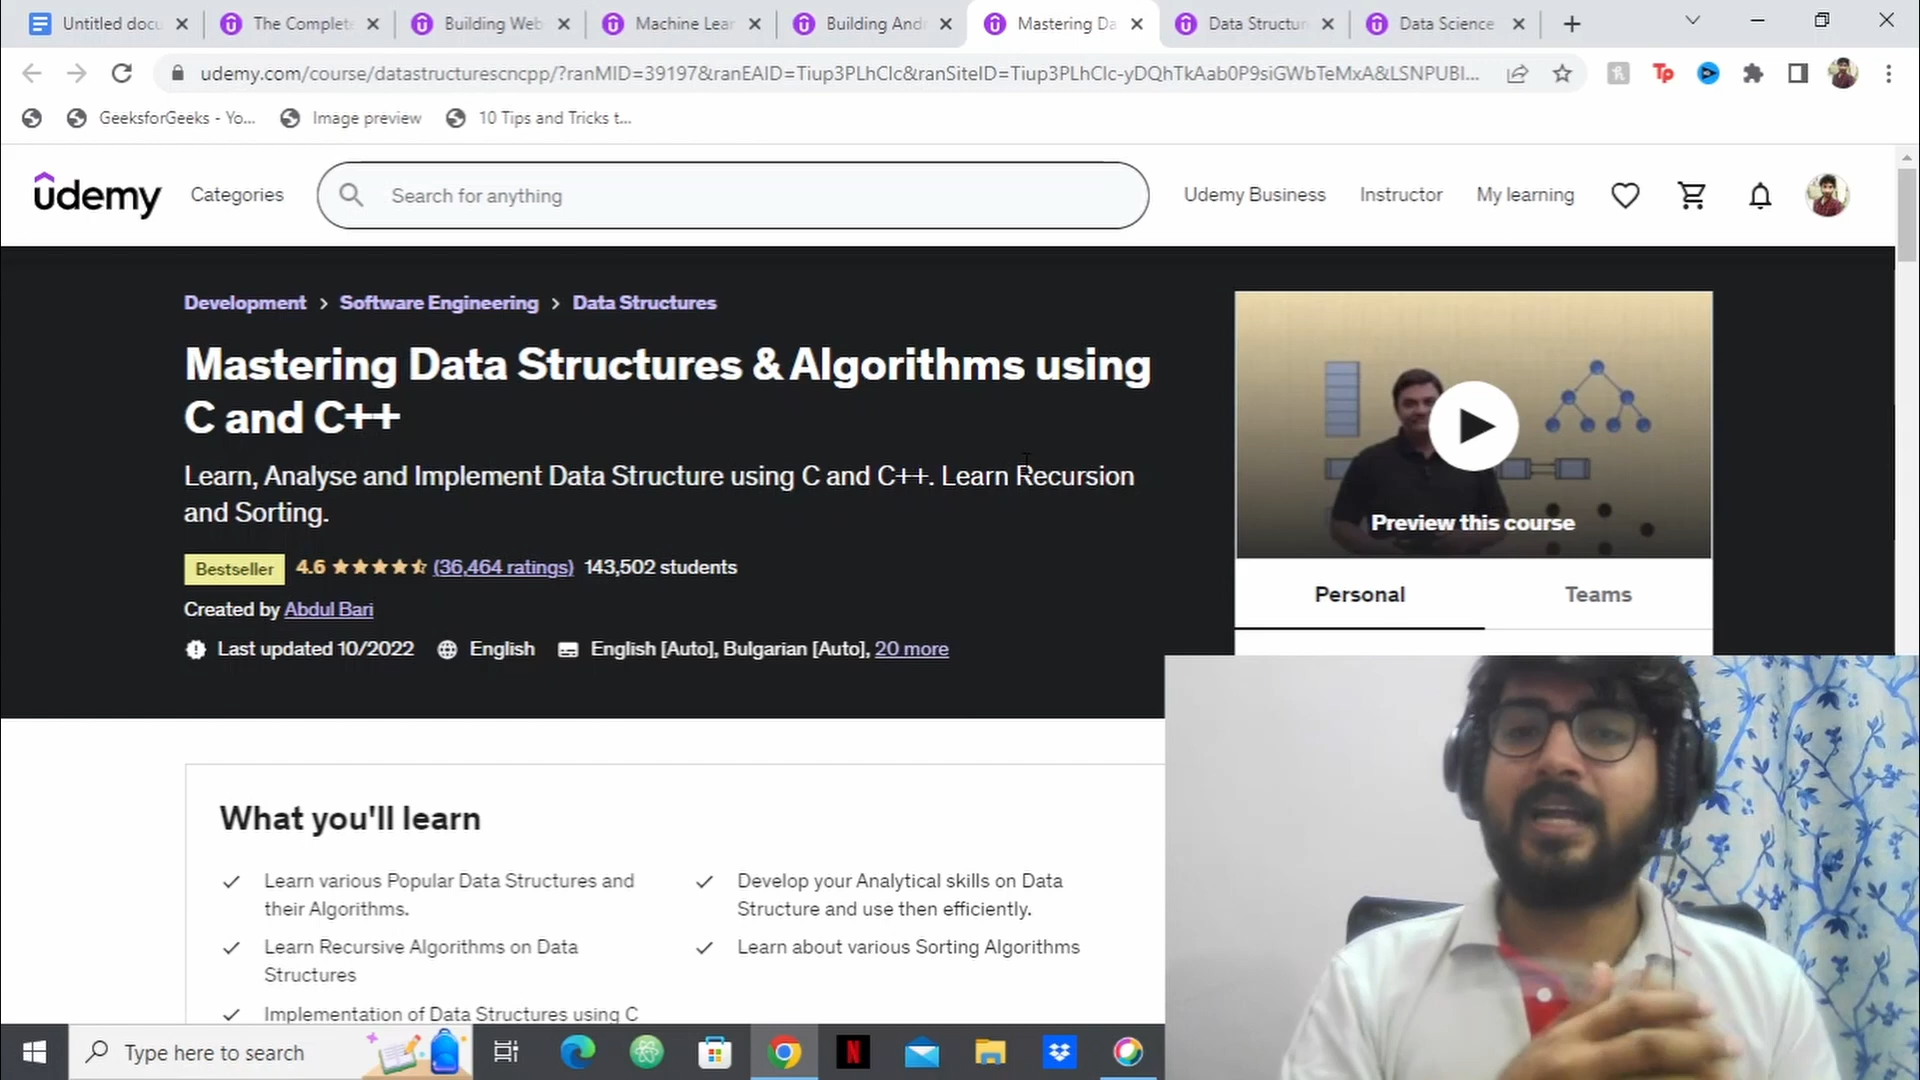 Untitled docu
The Complete
Building Web
Machine Lear
Building And
Mastering Da
Data Structur
Data Science
udemy.com/course/datastructurescncpp/?ranMID=39197&ranEAID=Tiup3PLhClc&ranSiteID=Tiup3PLhClc-yDQhTkAab0P9siGWbTeMxA&LSNPUBI...
GeeksforGeeks - Yo...
Image preview
10 Tips and Tricks t...
udemy
Categories
Search for anything
Udemy Business
Instructor
My learning
Development > Software Engineering > Data Structures
Mastering Data Structures & Algorithms using
C and C++
Learn, Analyse and Implement Data Structure using C and C++. Learn Recursion
and Sorting.
Bestseller 4.6 (36,464 ratings) 143,502 students
Created by Abdul Bari
Last updated 10/2022 English English [Auto], Bulgarian [Auto], 20 more
Preview this course
Personal
Teams
What you'll learn
Learn various Popular Data Structures and
their Algorithms.
Learn Recursive Algorithms on Data
Structures
Implementation of Data Structures using C
Develop your Analytical skills on Data
Structure and use then efficiently.
Learn about various Sorting Algorithms
Type here to search